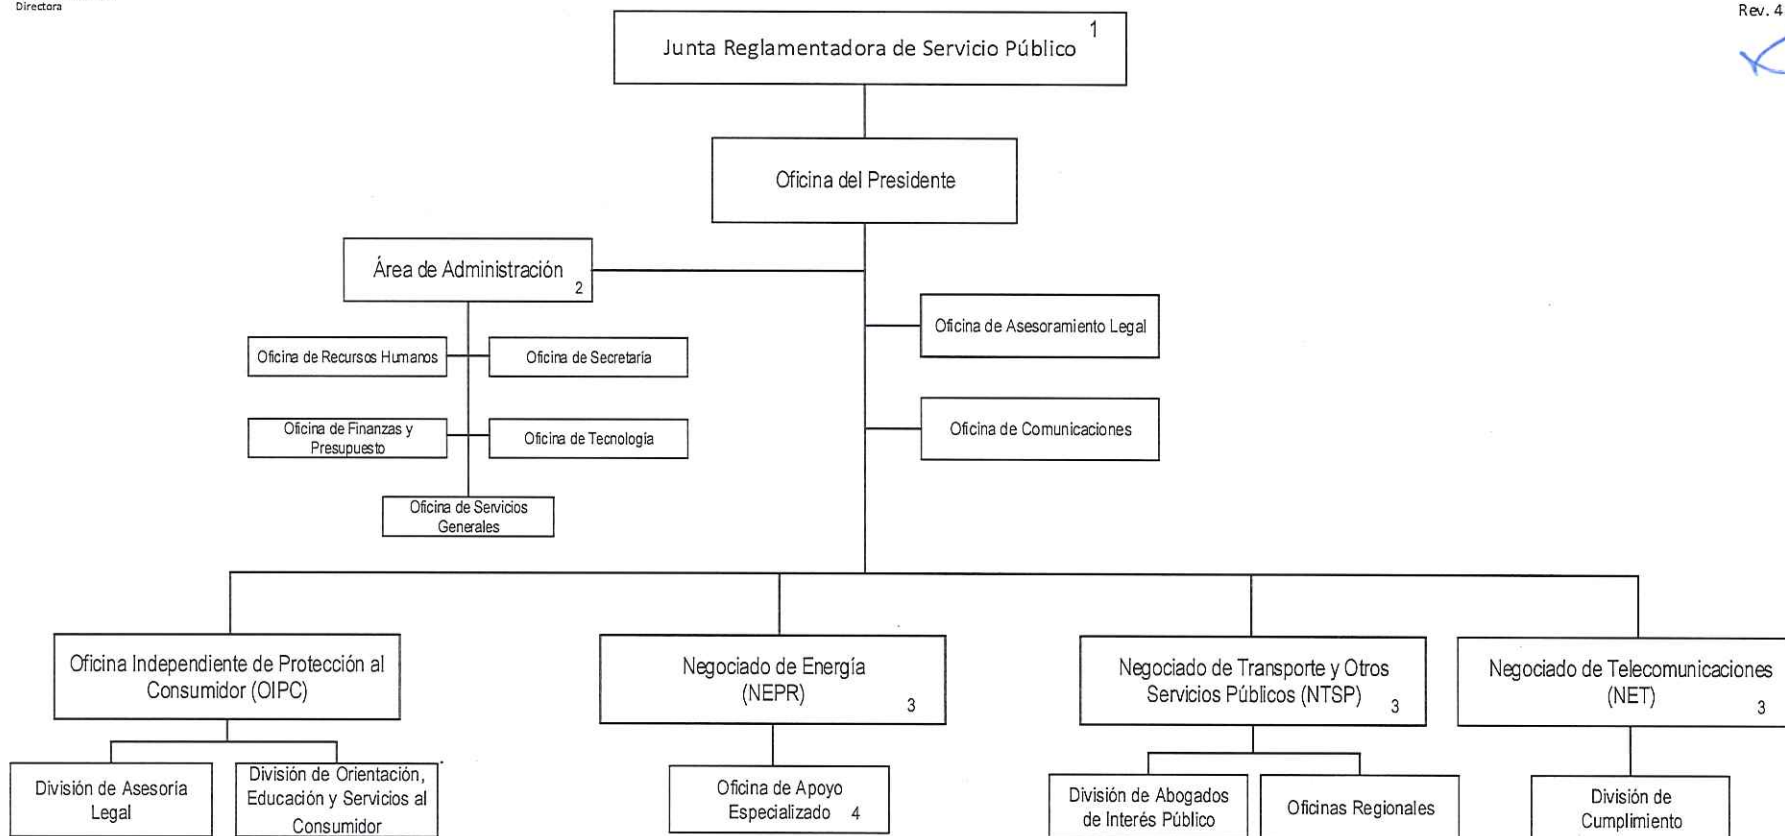 Directora
Rev. 4
Junta Reglamentadora de Servicio Público 1
Oficina del Presidente
Área de Administración
2
Oficina de Asesoramiento Legal
Oficina de Recursos Humanos
Oficina de Secretaría
Oficina de Finanzas y
Presupuesto
Oficina de Tecnología
Oficina de Comunicaciones
Oficina de Servicios
Generales
Oficina Independiente de Protección al
Consumidor (OIPC)
Negociado de Energía
(NEPR)
3
Negociado de Transporte y Otros
Servicios Públicos (NTSP) 3
Negociado de Telecomunicaciones
(NET)
3
División de Asesoría
Legal
División de Orientación,
Educación y Servicios al
Consumidor
Oficina de Apoyo
Especializado 4
División de Abogados
de Interés Público
Oficinas Regionales
División de
Cumplimiento